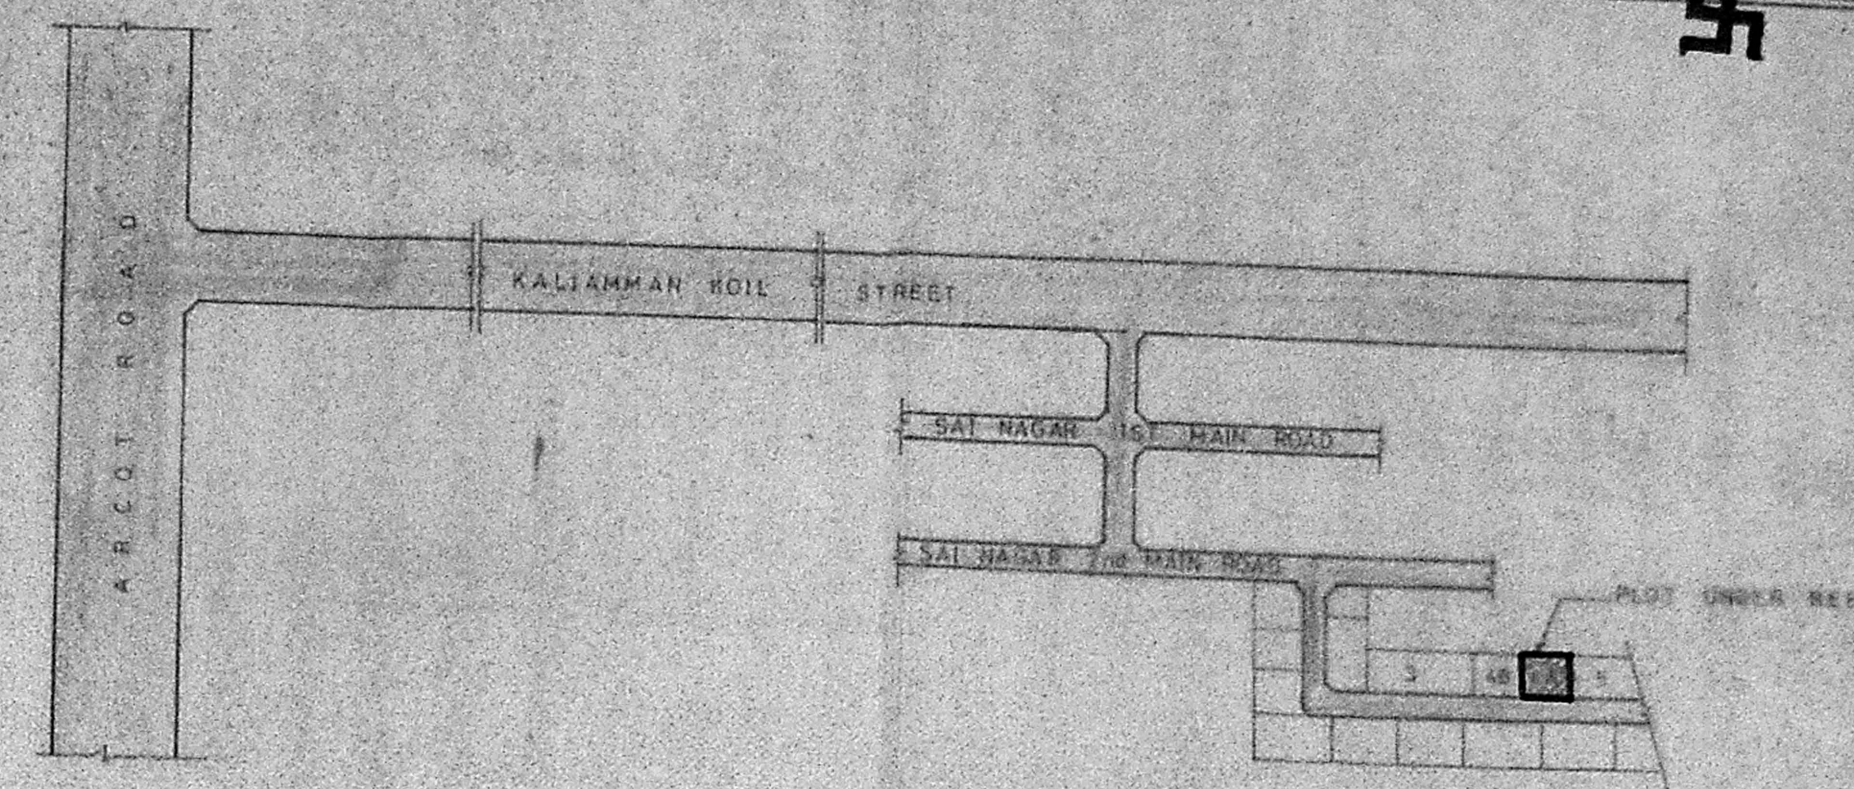 ARCOT ROAD
KALIAMMAN KOIL STREET
SAI NAGAR 1ST MAIN ROAD
SAI NAGAR 2nd MAIN ROAD
PLOT UNDER
3 4B 5